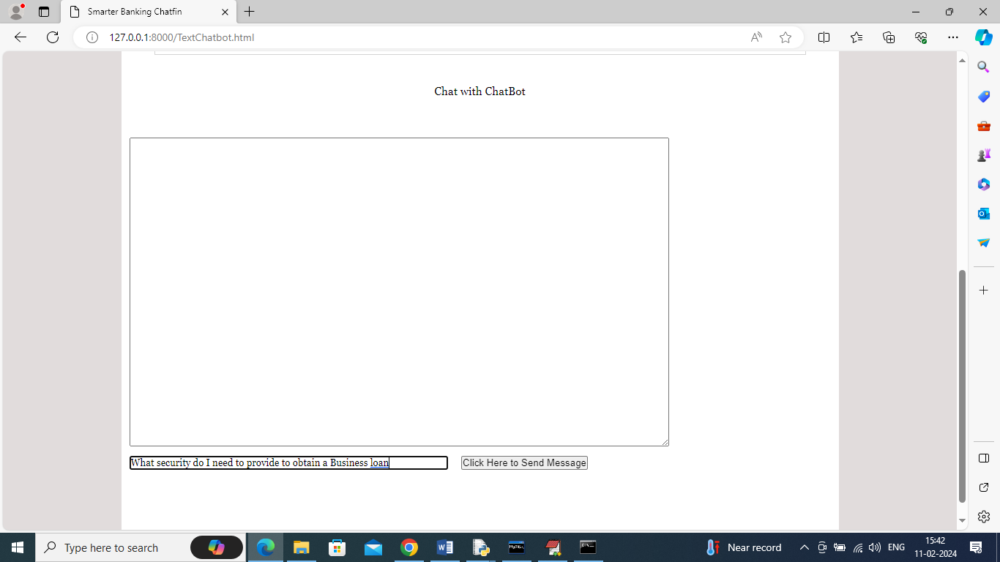 Smarter Banking Chatfin
127.0.0.1:8000/TextChatbot.html
Chat with ChatBot
What security do I need to provide to obtain a Business loan
Click Here to Send Message
Type here to search
Near record
ENG
15:42
11-02-2024